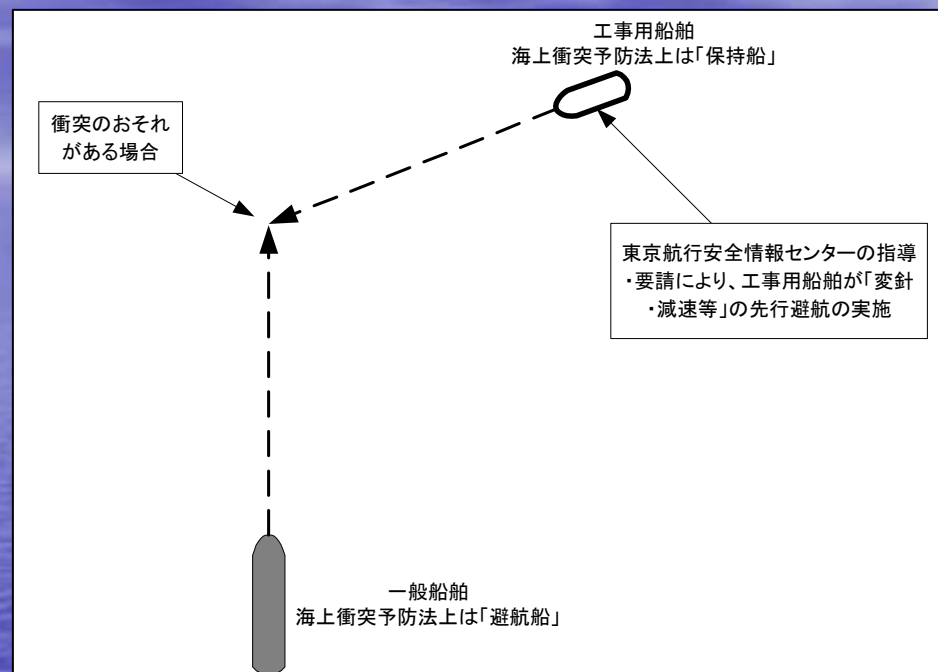 工事用船舶
海上衝突予防法上は「保持船」
衝突のおそれ
がある場合
東京航行安全情報センターの指導
・要請により、工事用船舶が「変針
・減速等」の先行避航の実施
一般船舶
海上衝突予防法上は「避航船」